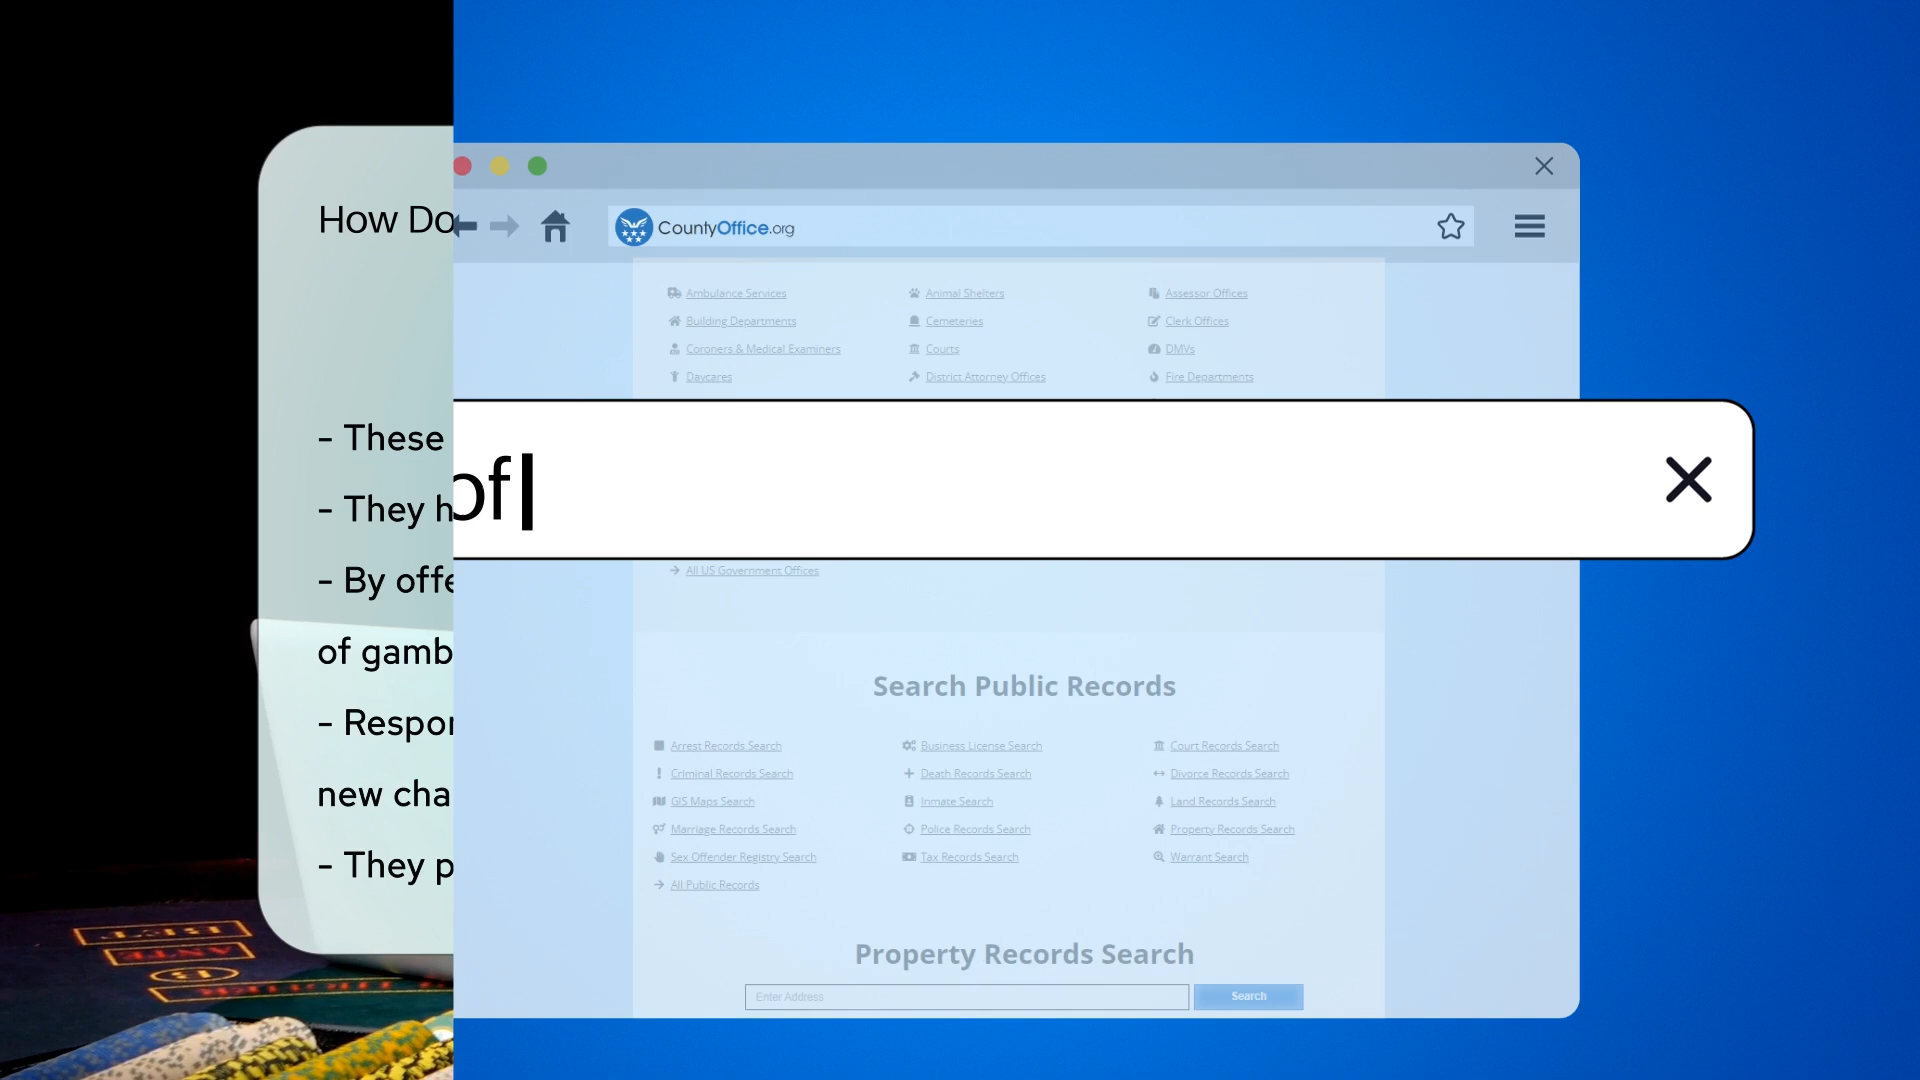 How Do
- These
- They h
- By offe
of gamb
- Respon
new cha
- They p
BET
ANTE
CountyOffice.org
Ambulance Services
Animal Shelters
Assessor Offices
Building Departments
Cemeteries
Clerk Offices
Coroners & Medical Examiners
Courts
DMVs
Daycares
District Attorney Offices
Fire Departments
of
All US Government Offices
Search Public Records
Arrest Records Search
Business License Search
Court Records Search
Criminal Records Search
Death Records Search
Divorce Records Search
GIS Maps Search
Inmate Search
Land Records Search
Marriage Records Search
Police Records Search
Property Records Search
Sex Offender Registry Search
Tax Records Search
Warrant Search
All Public Records
Property Records Search
Enter Address
Search